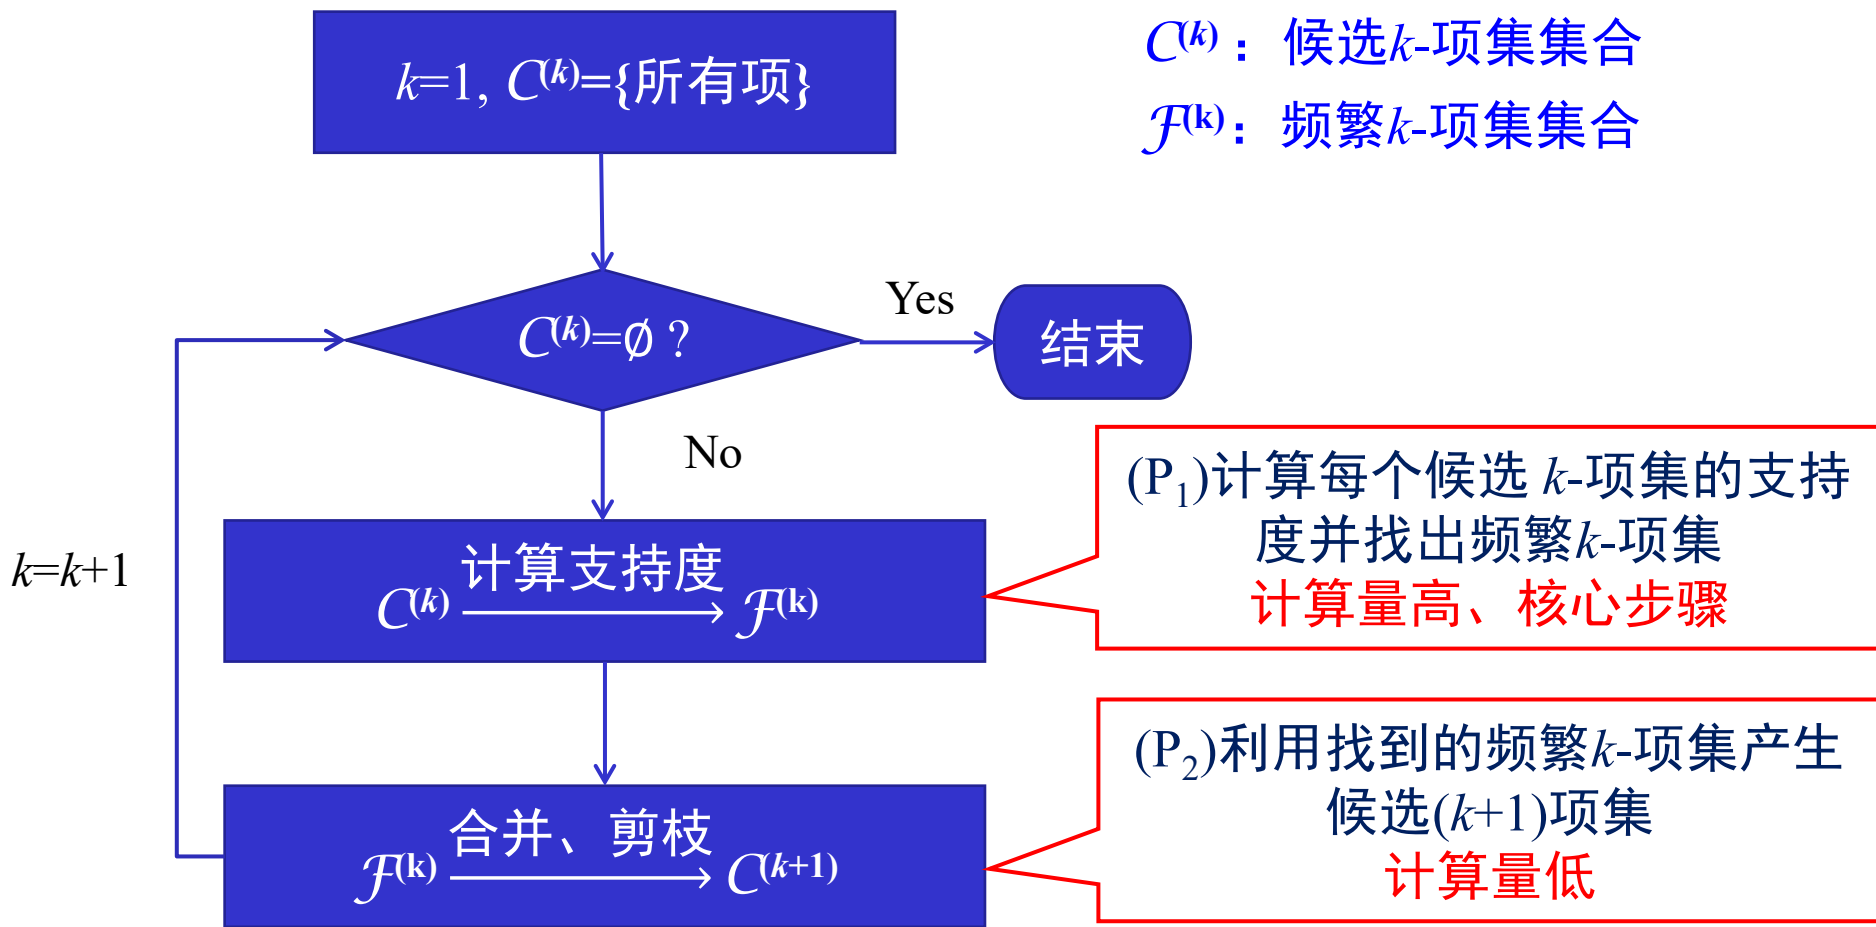 k=1, C⁽ᵏ⁾={所有项}
C⁽ᵏ⁾：候选k-项集集合
ℱ⁽ᵏ⁾：频繁k-项集集合
C⁽ᵏ⁾=∅ ?
Yes
结束
No
k=k+1
计算支持度
C⁽ᵏ⁾ ⟶ ℱ⁽ᵏ⁾
(P₁)计算每个候选 k-项集的支持
度并找出频繁k-项集
计算量高、核心步骤
合并、剪枝
ℱ⁽ᵏ⁾ ⟶ C⁽ᵏ⁺¹⁾
(P₂)利用找到的频繁k-项集产生
候选(k+1)项集
计算量低